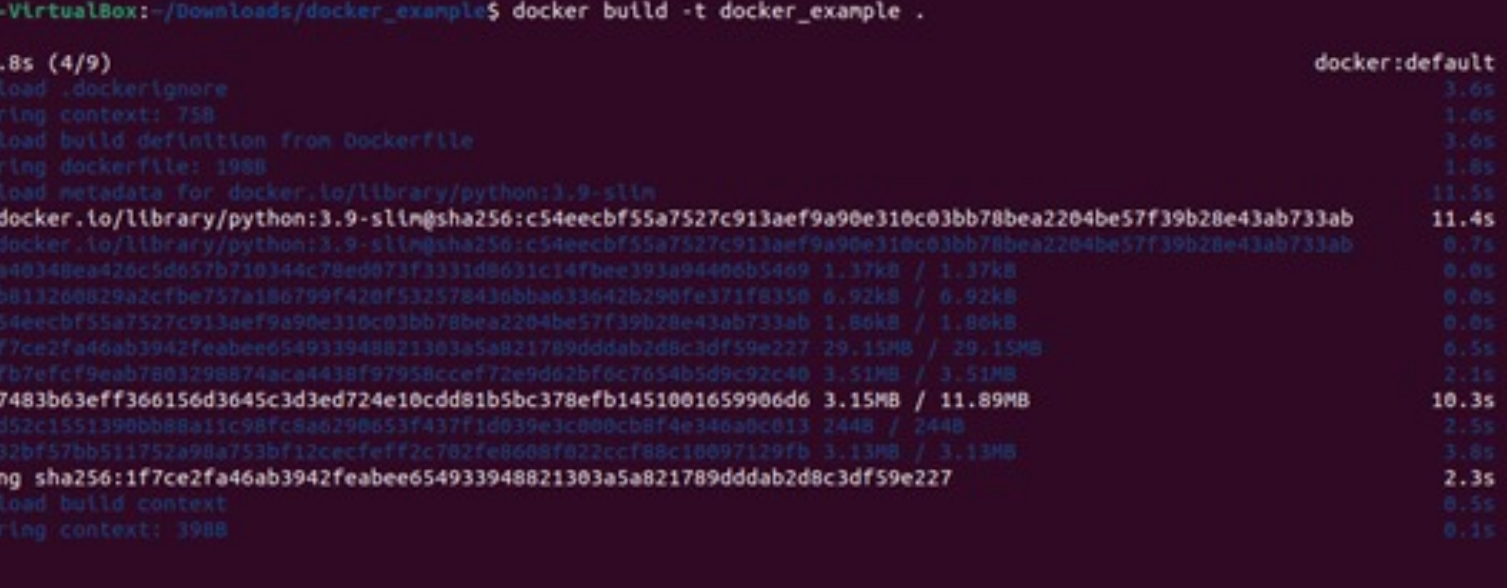 -VirtualBox:~/Downloads/docker_example$ docker build -t docker_example .
.8s (4/9) docker:default
load .dockerignore 3.6s
ring context: 75B 1.6s
load build definition from Dockerfile 3.6s
ring dockerfile: 198B 1.8s
load metadata for docker.io/library/python:3.9-slim 11.5s
docker.io/library/python:3.9-slim@sha256:c54eecbf55a7527c913aef9a90e310c03bb78bea2204be57f39b28e43ab733ab 11.4s
docker.io/library/python:3.9-slim@sha256:c54eecbf55a7527c913aef9a90e310c03bb78bea2204be57f39b28e43ab733ab 0.7s
a40348ea426c5d657b710344c78ed073f3331d8631c14fbee393a94406b5469 1.37kB / 1.37kB 0.0s
b813260829a2cfbe757a186799f420f532578436bba633642b290fe371f8350 6.92kB / 6.92kB 0.0s
54eecbf55a7527c913aef9a90e310c03bb78bea2204be57f39b28e43ab733ab 1.86kB / 1.86kB 0.0s
f7ce2fa46ab3942feabee654933948821303a5a821789dddab2d8c3df59e227 29.15MB / 29.15MB 6.5s
fb7efcf9eab7803298874aca4438f97958ccef72e9d62bf6c7654b5d9c92c40 3.51MB / 3.51MB 2.1s
7483b63eff366156d3645c3d3ed724e10cdd81b5bc378efb1451001659906d6 3.15MB / 11.89MB 10.3s
d52c1551390bb88a11c98fc8a6290653f437f1d039e3c000cb8f4e346a0c013 244B / 244B 2.5s
32bf57bb511752a98a753bf12cecfeff2c702fe8608f022ccf88c10097129fb 3.13MB / 3.13MB 3.8s
ng sha256:1f7ce2fa46ab3942feabee654933948821303a5a821789dddab2d8c3df59e227 2.3s
load build context 0.5s
ring context: 398B 0.1s